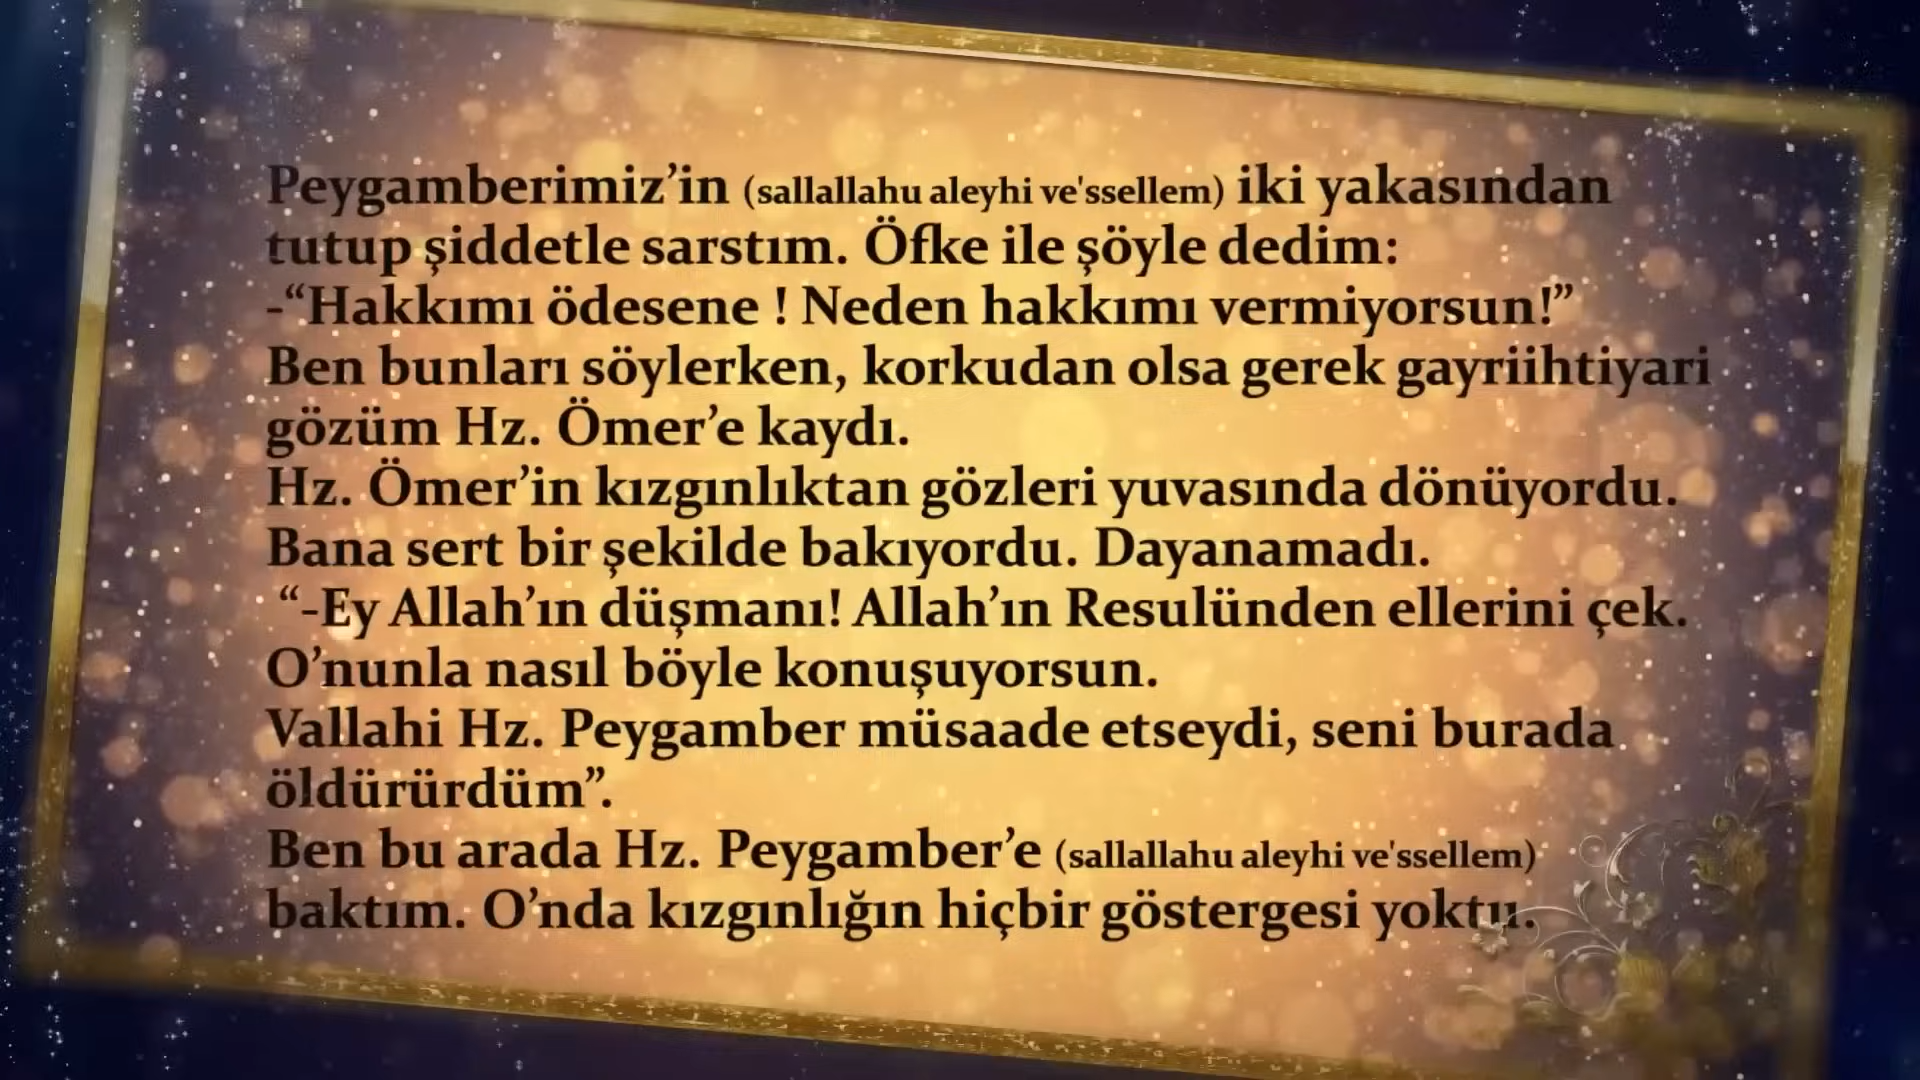 Peygamberimiz’in (sallallahu aleyhi ve'ssellem) iki yakasından
tutup şiddetle sarstım. Öfke ile şöyle dedim:
-“Hakkımı ödesene ! Neden hakkımı vermiyorsun!”
Ben bunları söylerken, korkudan olsa gerek gayriihtiyari
gözüm Hz. Ömer’e kaydı.
Hz. Ömer’in kızgınlıktan gözleri yuvasında dönüyordu.
Bana sert bir şekilde bakıyordu. Dayanamadı.
“-Ey Allah’ın düşmanı! Allah’ın Resulünden ellerini çek.
O’nunla nasıl böyle konuşuyorsun.
Vallahi Hz. Peygamber müsaade etseydi, seni burada
öldürürdüm”.
Ben bu arada Hz. Peygamber’e (sallallahu aleyhi ve'ssellem)
baktım. O’nda kızgınlığın hiçbir göstergesi yoktu.